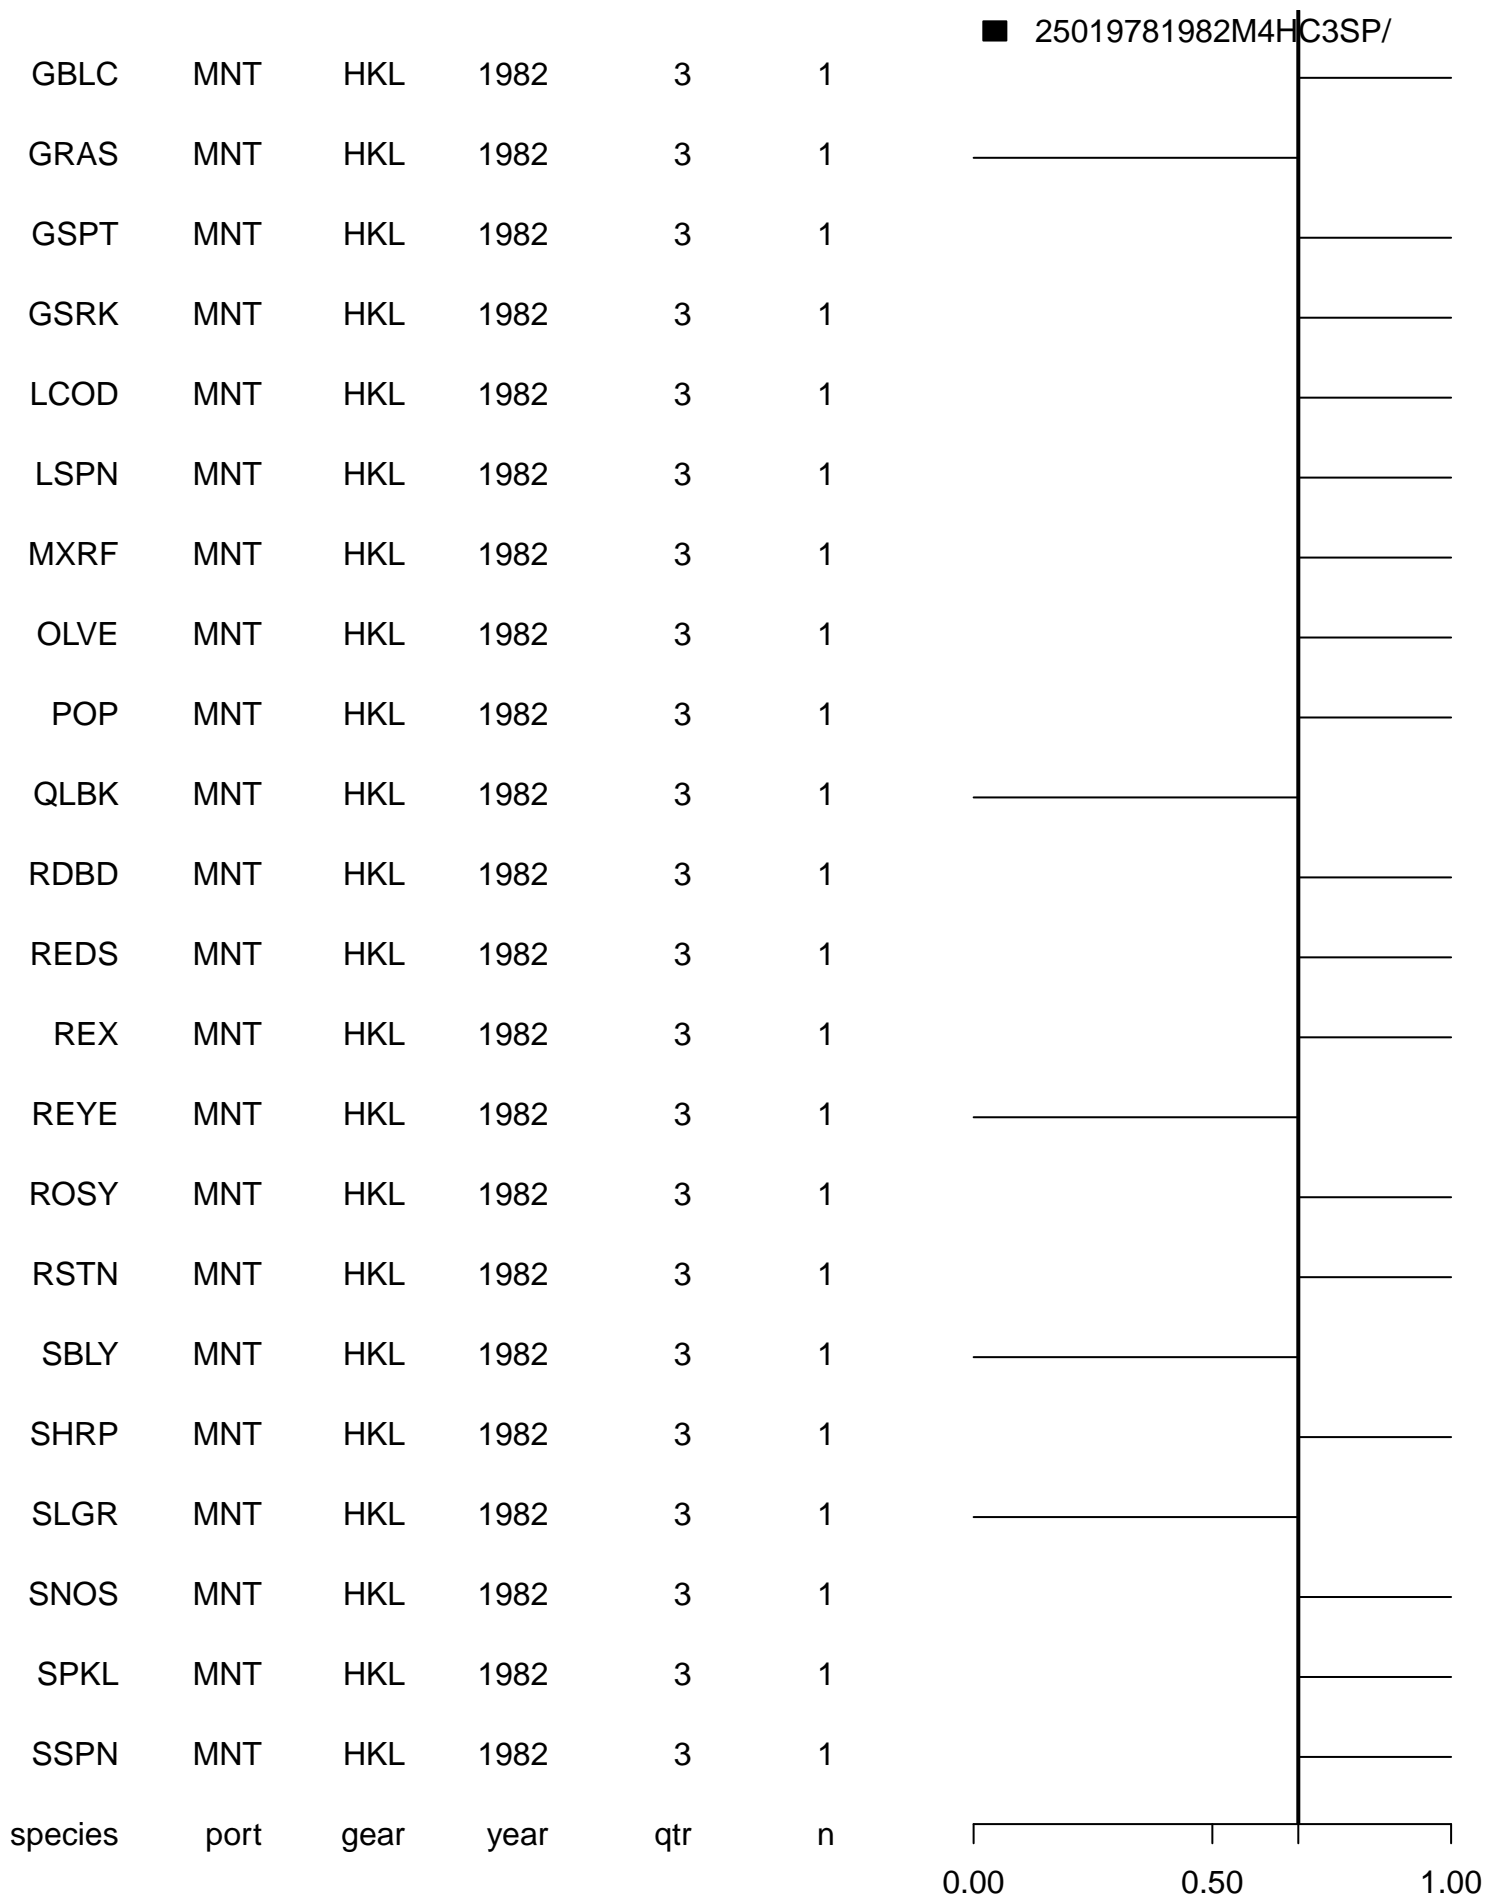 25019781982M4HC3SP/
GBLC MNT HKL 1982 3 1
GRAS MNT HKL 1982 3 1
GSPT MNT HKL 1982 3 1
GSRK MNT HKL 1982 3 1
LCOD MNT HKL 1982 3 1
LSPN MNT HKL 1982 3 1
MXRF MNT HKL 1982 3 1
OLVE MNT HKL 1982 3 1
POP MNT HKL 1982 3 1
QLBK MNT HKL 1982 3 1
RDBD MNT HKL 1982 3 1
REDS MNT HKL 1982 3 1
REX MNT HKL 1982 3 1
REYE MNT HKL 1982 3 1
ROSY MNT HKL 1982 3 1
RSTN MNT HKL 1982 3 1
SBLY MNT HKL 1982 3 1
SHRP MNT HKL 1982 3 1
SLGR MNT HKL 1982 3 1
SNOS MNT HKL 1982 3 1
SPKL MNT HKL 1982 3 1
SSPN MNT HKL 1982 3 1
species port gear year qtr n
0.00 0.50 1.00